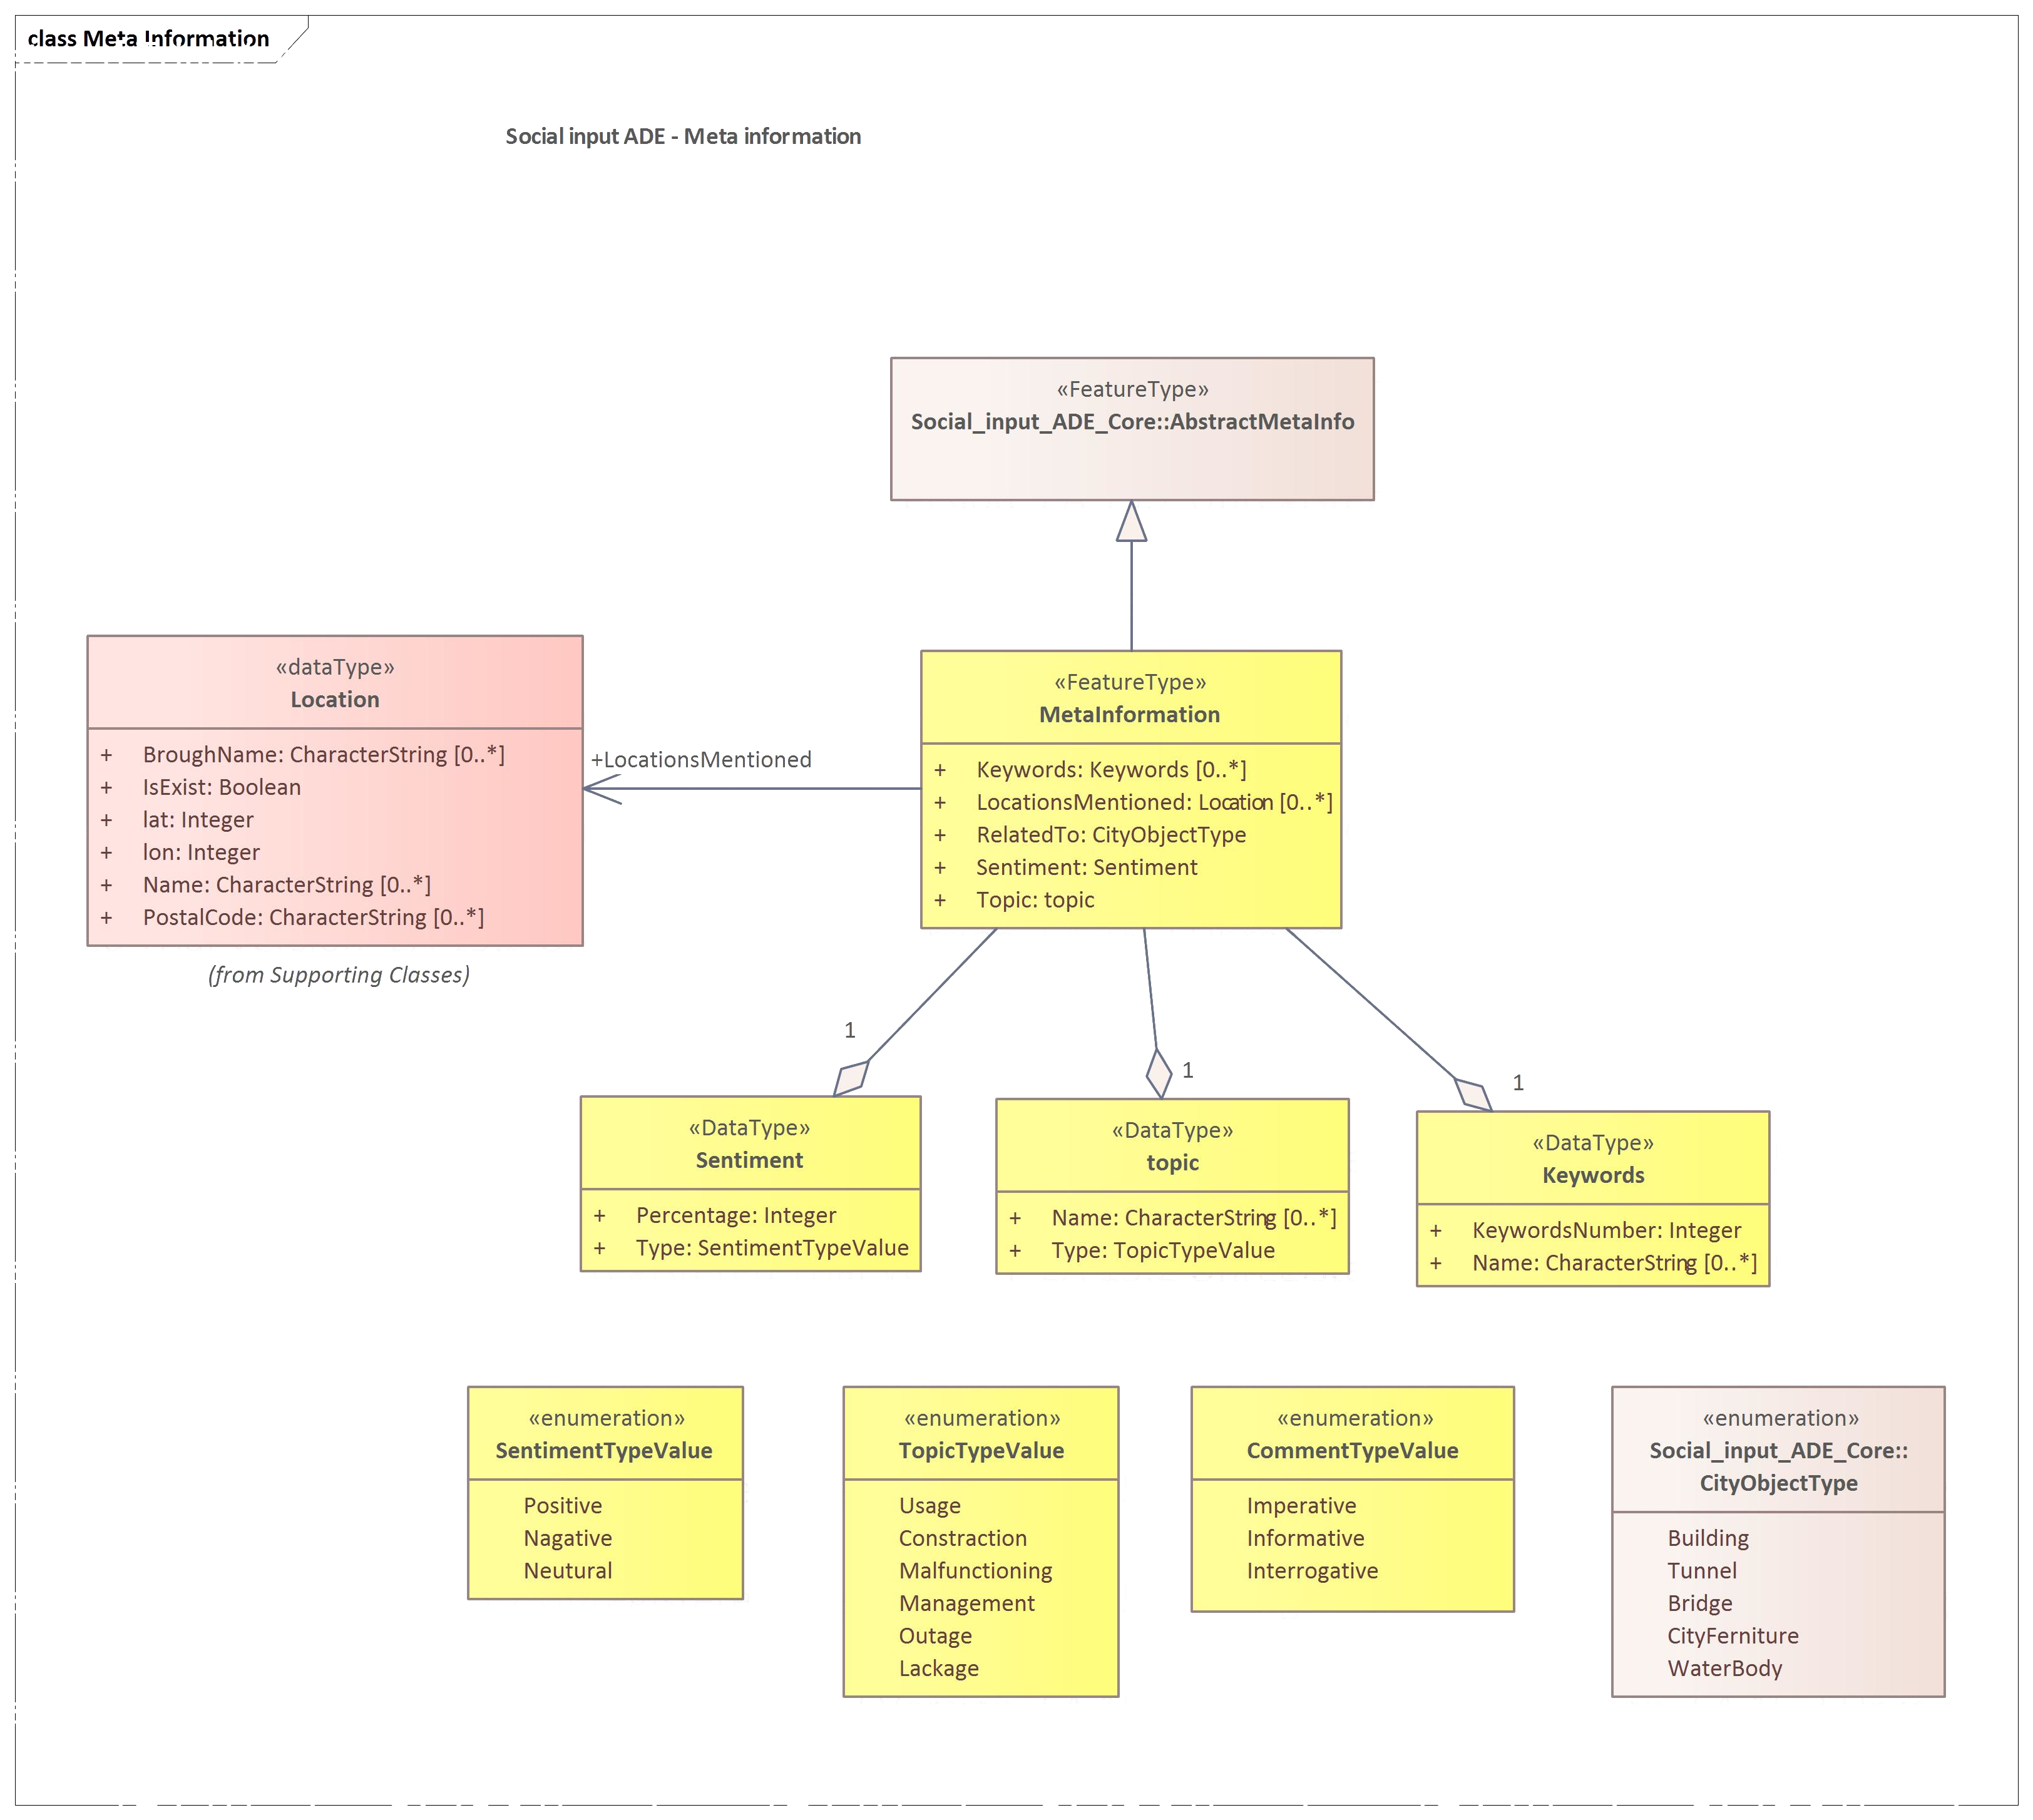 class Meta Information
Social input ADE - Meta information
«FeatureType»
Social_input_ADE_Core::AbstractMetaInfo
«dataType»
Location
+ BroughName: CharacterString [0..*]
+ IsExist: Boolean
+ lat: Integer
+ lon: Integer
+ Name: CharacterString [0..*]
+ PostalCode: CharacterString [0..*]
(from Supporting Classes)
+LocationsMentioned
«FeatureType»
MetaInformation
+ Keywords: Keywords [0..*]
+ LocationsMentioned: Location [0..*]
+ RelatedTo: CityObjectType
+ Sentiment: Sentiment
+ Topic: topic
1
1
1
«DataType»
Sentiment
+ Percentage: Integer
+ Type: SentimentTypeValue
«DataType»
topic
+ Name: CharacterString [0..*]
+ Type: TopicTypeValue
«DataType»
Keywords
+ KeywordsNumber: Integer
+ Name: CharacterString [0..*]
«enumeration»
SentimentTypeValue
Positive
Nagative
Neutural
«enumeration»
TopicTypeValue
Usage
Constraction
Malfunctioning
Management
Outage
Lackage
«enumeration»
CommentTypeValue
Imperative
Informative
Interrogative
«enumeration»
Social_input_ADE_Core::
CityObjectType
Building
Tunnel
Bridge
CityFerniture
WaterBody